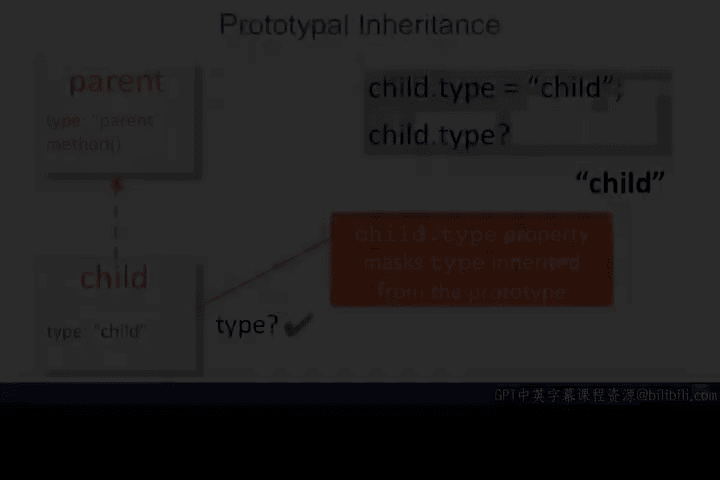 Prototypal Inheritance
parent
type: "parent
method()
child
type: "child"
type?
child.type = "child";
child.type?
"child"
child.type property
masks type inherited
from the prototype
GPT中英字幕课程资源@bilibili.com